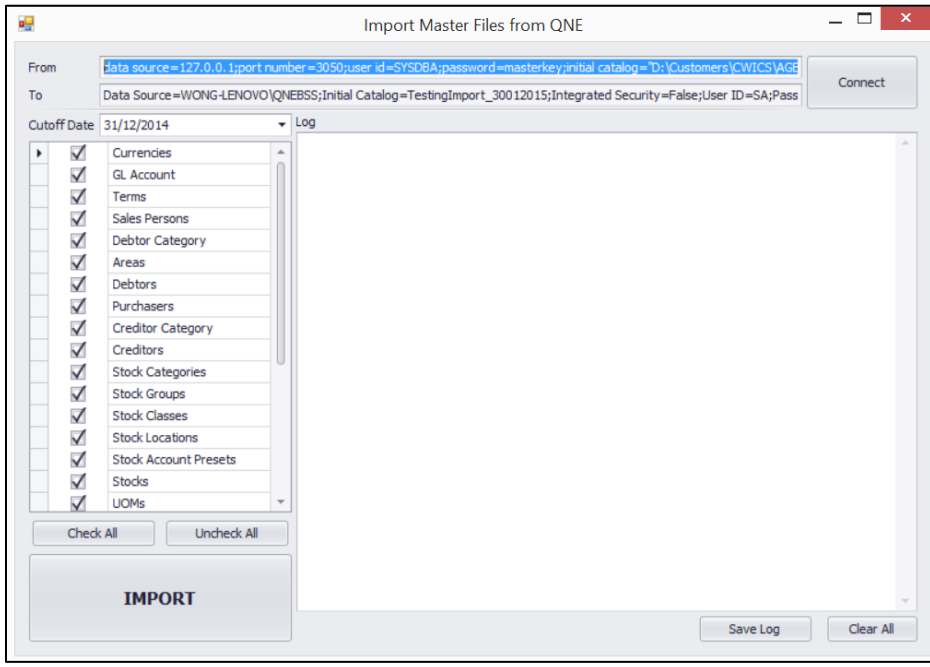 Import Master Files from QNE
From data source=127.0.0.1;port number=3050;user id=SYSDBA;password=masterkey;initial catalog="D:\Customers\CWICS\AGE
Connect
To Data Source=WONG-LENOVO\QNEBSS;Initial Catalog=TestingImport_30012015;Integrated Security=False;User ID=SA;Pass
Cutoff Date 31/12/2014
Log
Currencies
GL Account
Terms
Sales Persons
Debtor Category
Areas
Debtors
Purchasers
Creditor Category
Creditors
Stock Categories
Stock Groups
Stock Classes
Stock Locations
Stock Account Presets
Stocks
UOMs
Check All
Uncheck All
IMPORT
Save Log
Clear All